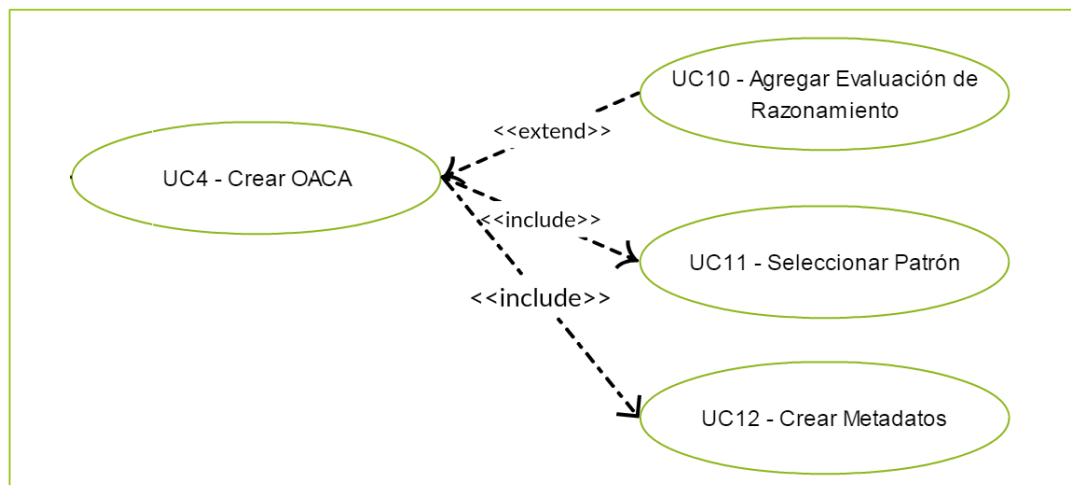 UC10 - Agregar Evaluación de
Razonamiento
<<extend>>
UC4 - Crear OACA
<<include>>
UC11 - Seleccionar Patrón
<<include>>
UC12 - Crear Metadatos